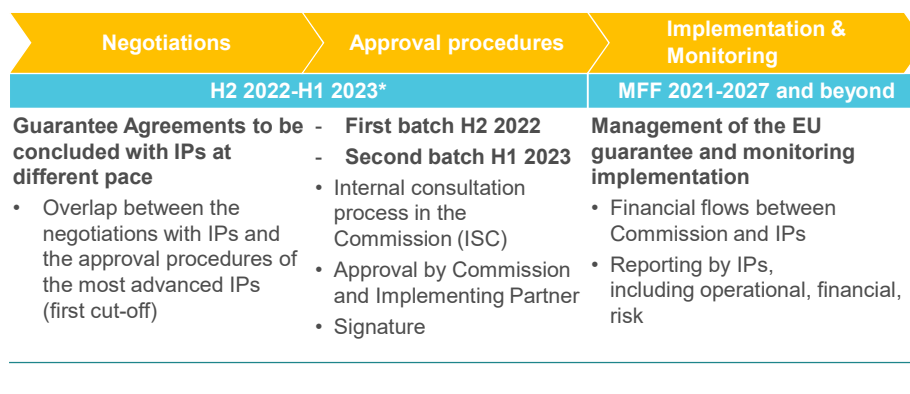 Negotiations
Approval procedures
Implementation &
Monitoring
H2 2022-H1 2023*
MFF 2021-2027 and beyond
Guarantee Agreements to be
concluded with IPs at
different pace
• Overlap between the
negotiations with IPs and
the approval procedures of
the most advanced IPs
(first cut-off)
- First batch H2 2022
- Second batch H1 2023
• Internal consultation
process in the
Commission (ISC)
• Approval by Commission
and Implementing Partner
• Signature
Management of the EU
guarantee and monitoring
implementation
• Financial flows between
Commission and IPs
• Reporting by IPs,
including operational, financial,
risk